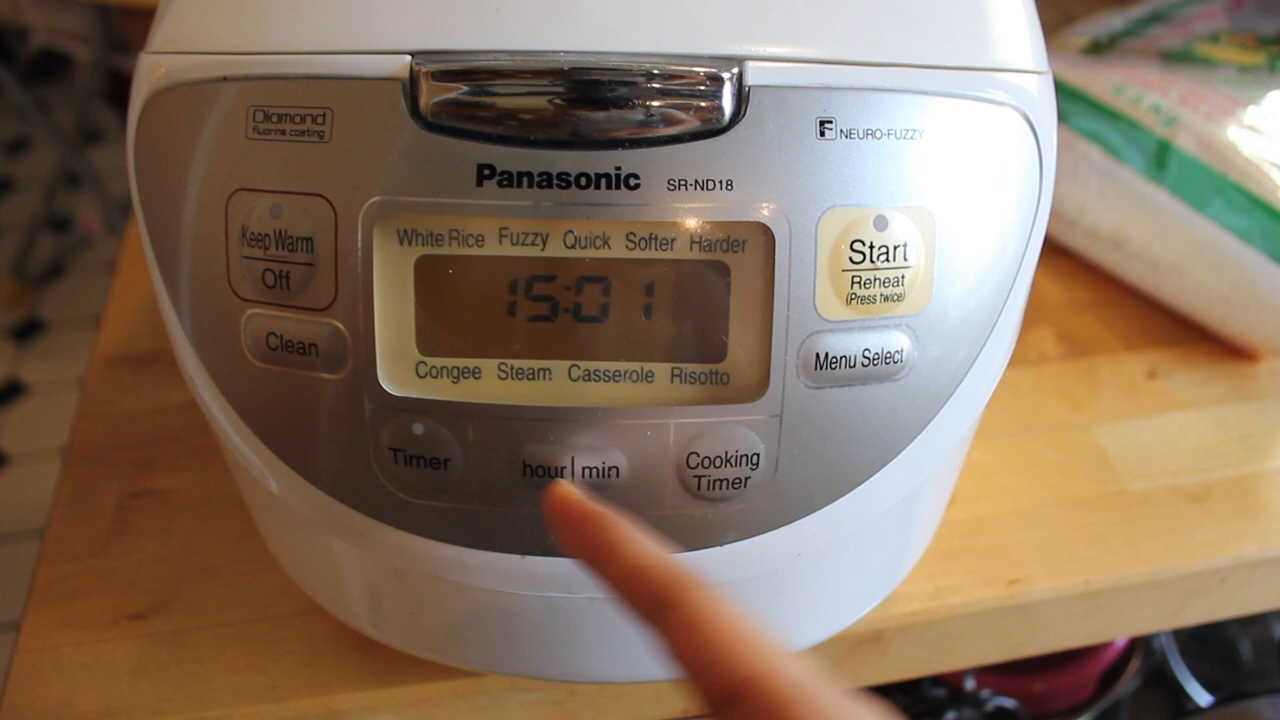 Diamond
fluorine coating
NEURO-FUZZY
Panasonic SR-ND18
Keep Warm
Off
Clean
White Rice Fuzzy Quick Softer Harder
15:01
Congee Steam Casserole Risotto
Start
Reheat
(Press twice)
Menu Select
Timer
hour|min
Cooking
Timer